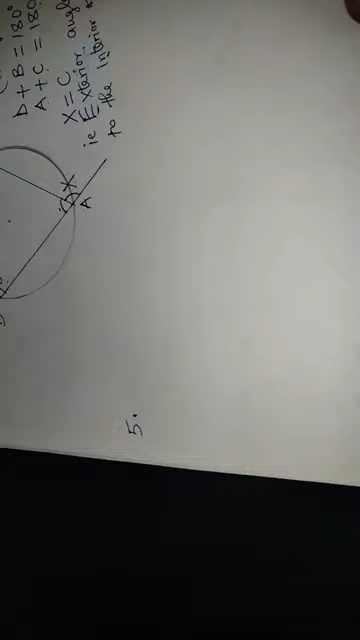 D + B = 180°
A + C = 180
X = C
ie Exterior, angle
to the interior
X
A
5.